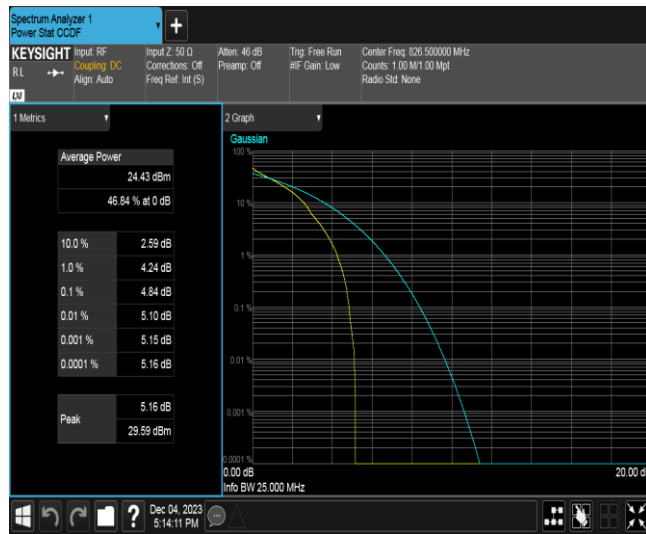 Spectrum Analyzer 1
Power Stat CCDF
+
KEYSIGHT
RL
LXI
Input: RF
Coupling: DC
Align: Auto
Input Z: 50 Ω
Corrections: Off
Freq Ref: Int (S)
Atten: 46 dB
Preamp: Off
Trig: Free Run
#IF Gain: Low
Center Freq: 826.500000 MHz
Counts: 1.00 M/1.00 Mpt
Radio Std: None
1 Metrics
Average Power
24.43 dBm
46.84 % at 0 dB
10.0 % 2.59 dB
1.0 % 4.24 dB
0.1 % 4.84 dB
0.01 % 5.10 dB
0.001 % 5.15 dB
0.0001 % 5.16 dB
Peak
5.16 dB
29.59 dBm
2 Graph
Gaussian
100 %
10 %
1 %
0.1 %
0.01 %
0.001 %
0.0001 %
0.00 dB 20.00 d
Info BW 25.000 MHz
?
Dec 04, 2023
5:14:11 PM